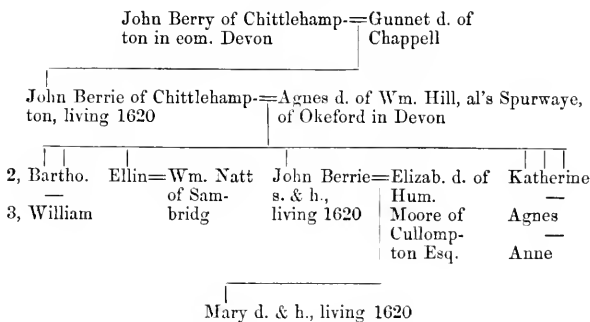 John Berry of Chittlehamp-=Gunnet d. of
ton in com. Devon Chappell
John Berrie of Chittlehamp-=Agnes d. of Wm. Hill, al's Spurwaye,
ton, living 1620 of Okeford in Devon
2, Bartho. Ellin=Wm. Natt John Berrie=Elizab. d. of Katherine
— of Sam- s. & h., Hum. —
3, William bridg living 1620 Moore of Agnes
Cullomp- —
ton Esq. Anne
Mary d. & h., living 1620